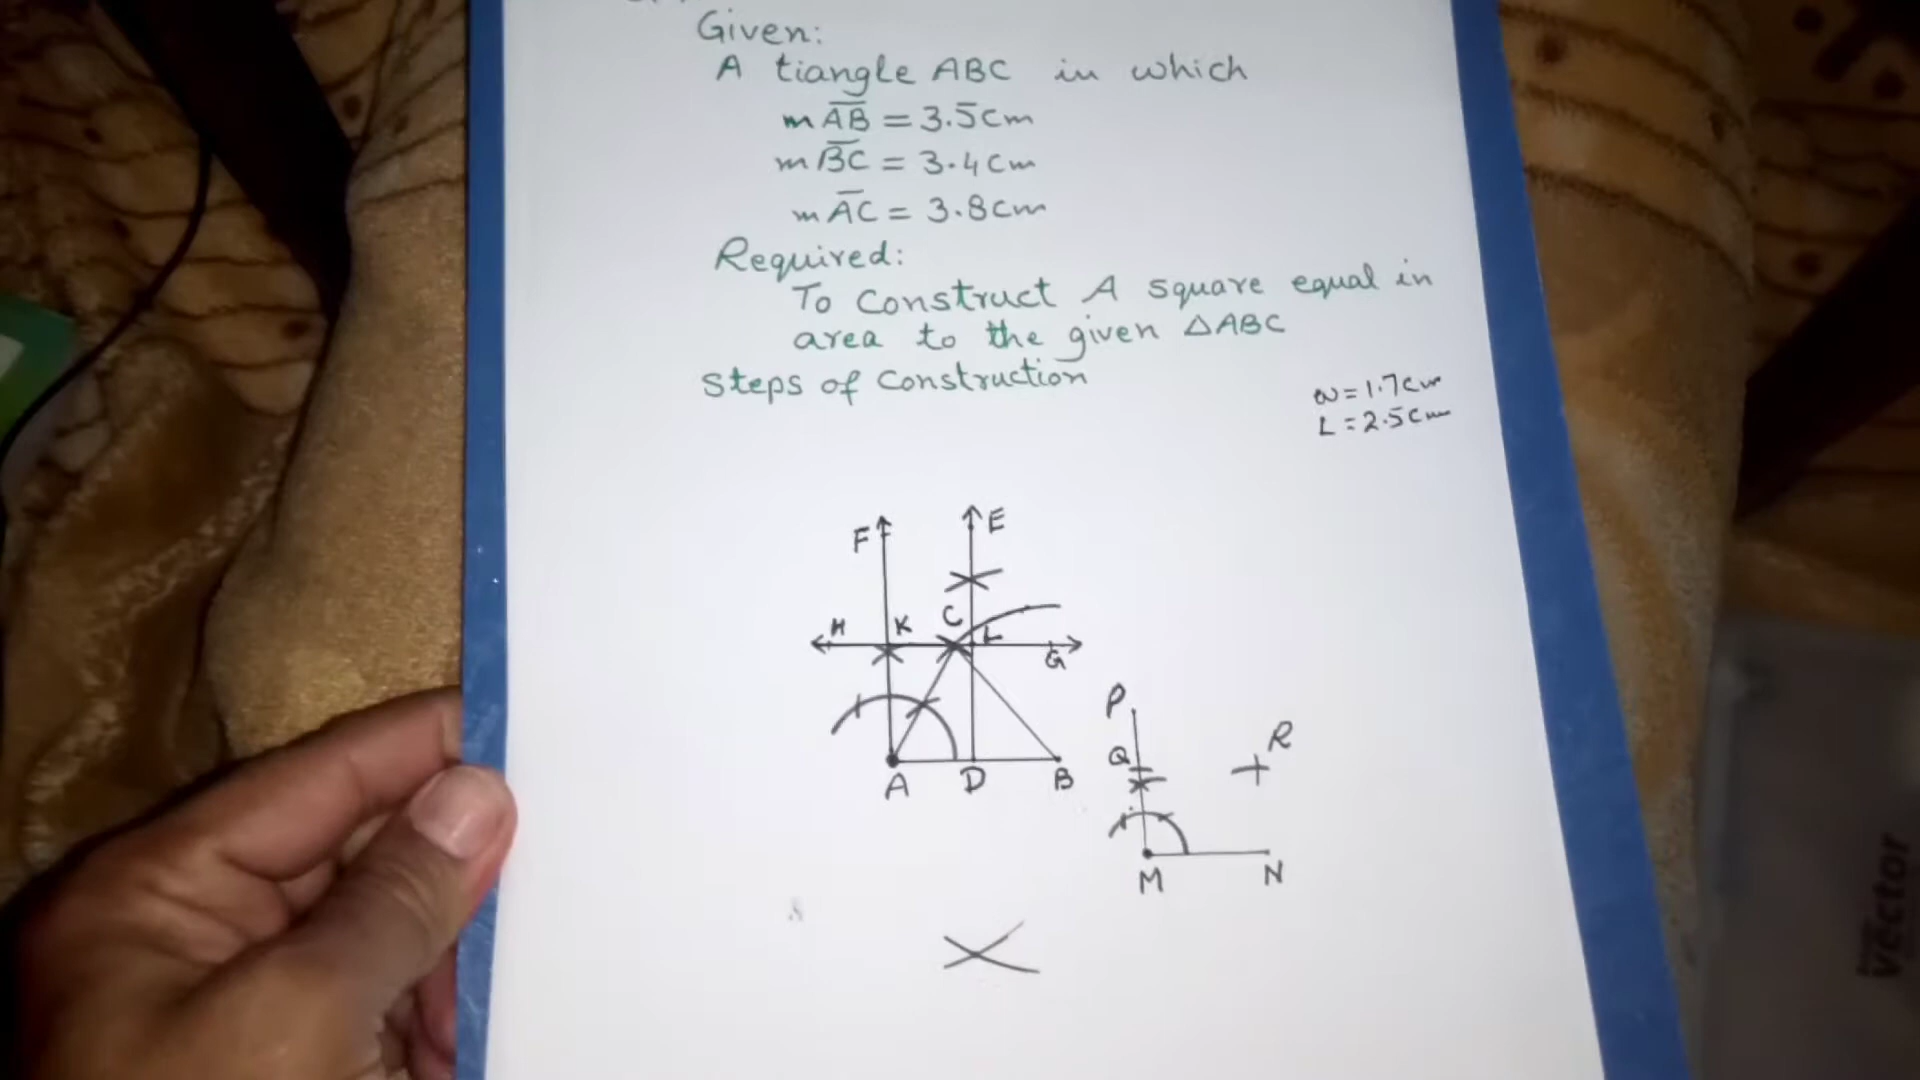 Given:
A tiangle ABC in which
mAB = 3.5cm
mBC = 3.4cm
mAC = 3.8cm
Required:
To Construct A square equal in
area to the given △ABC
Steps of Construction
w = 1.7cm
L = 2.5cm
F
E
H
K
C
L
G
A
D
B
P
Q
R
M
N
Vector